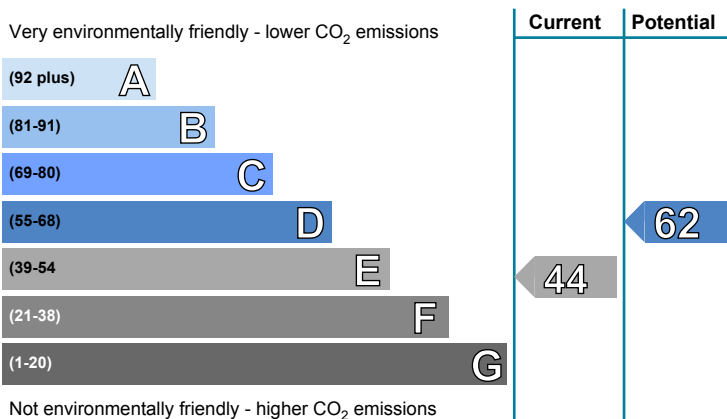 Very environmentally friendly - lower CO2 emissions
Current Potential
(92 plus) A
(81-91) B
(69-80) C
(55-68) D
62
(39-54 E
44
(21-38) F
(1-20) G
Not environmentally friendly - higher CO2 emissions